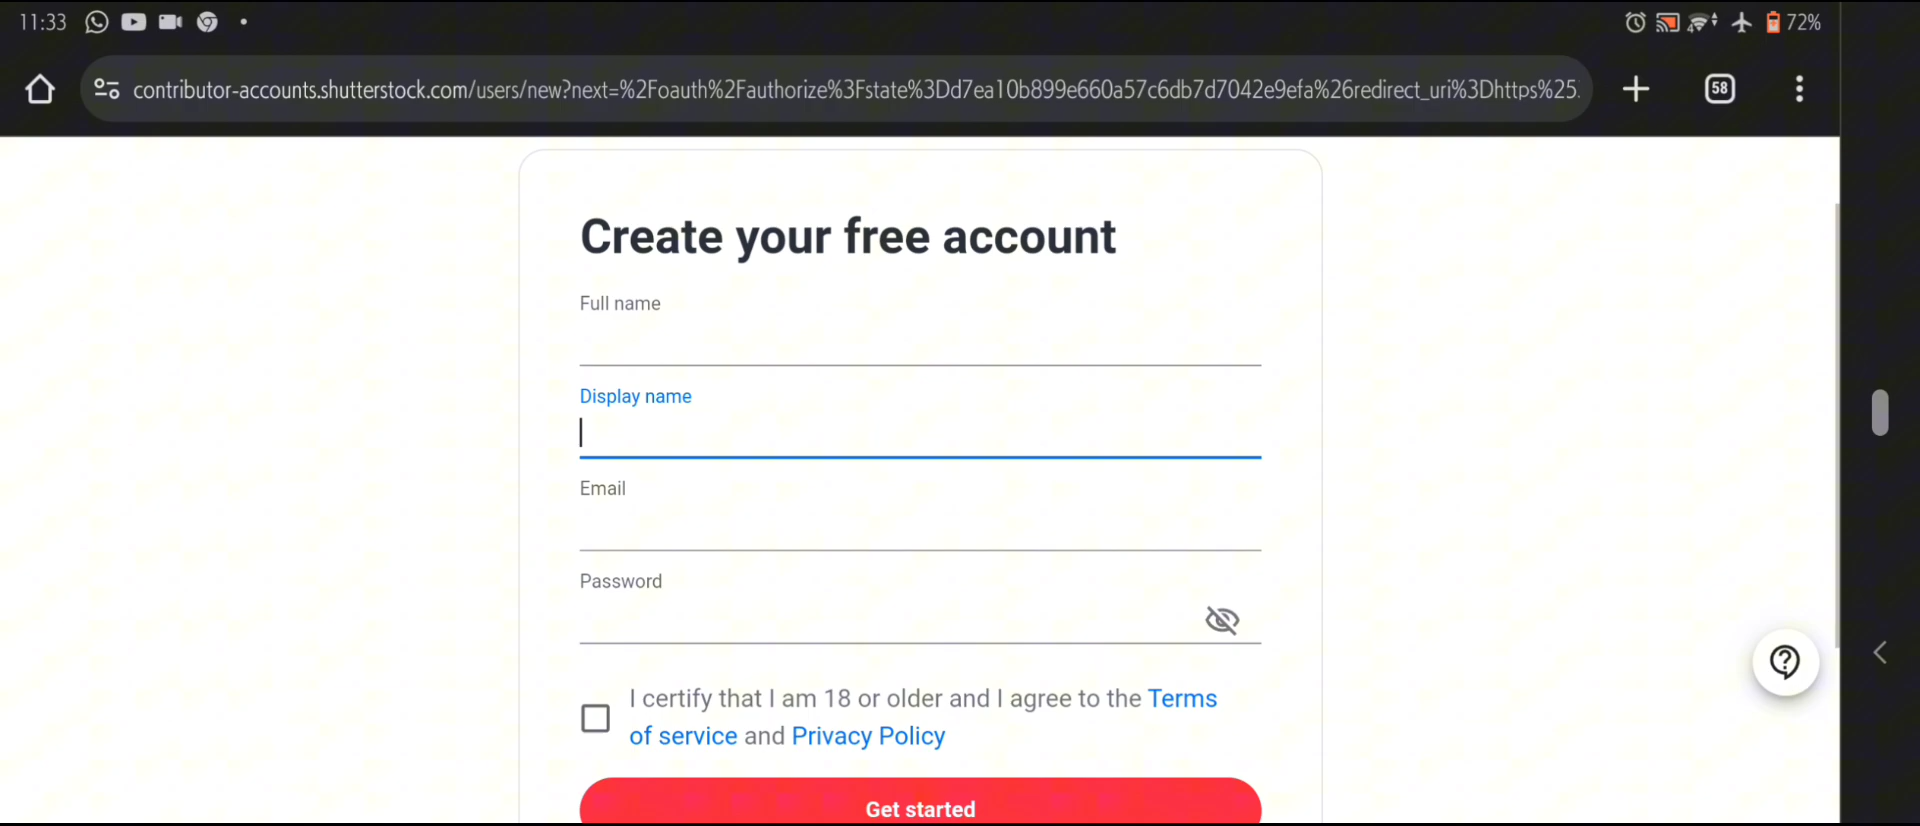 11:33
72%
contributor-accounts.shutterstock.com/users/new?next=%2Foauth%2Fauthorize%3Fstate%3Dd7ea10b899e660a57c6db7d7042e9efa%26redirect_uri%3Dhttps%25.
58
Create your free account
Full name
Display name
Email
Password
I certify that I am 18 or older and I agree to the Terms
of service and Privacy Policy
Get started